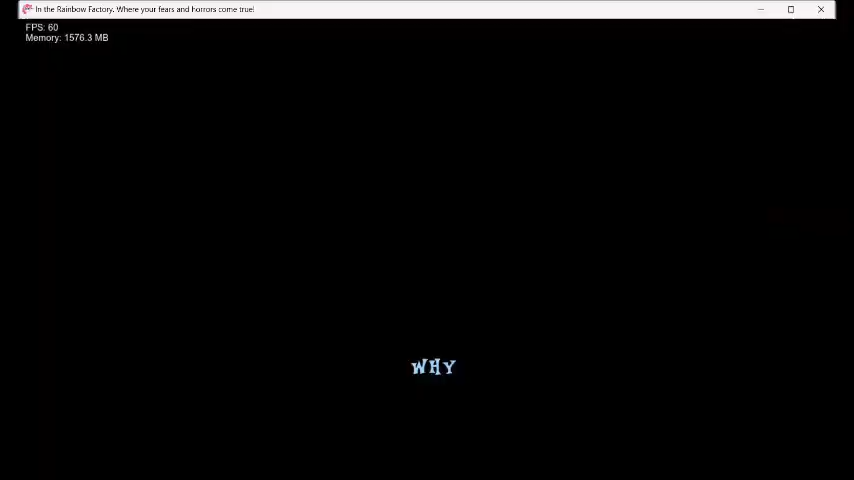 In the Rainbow Factory. Where your fears and horrors come true!
FPS: 60
Memory: 1576.3 MB
WHY